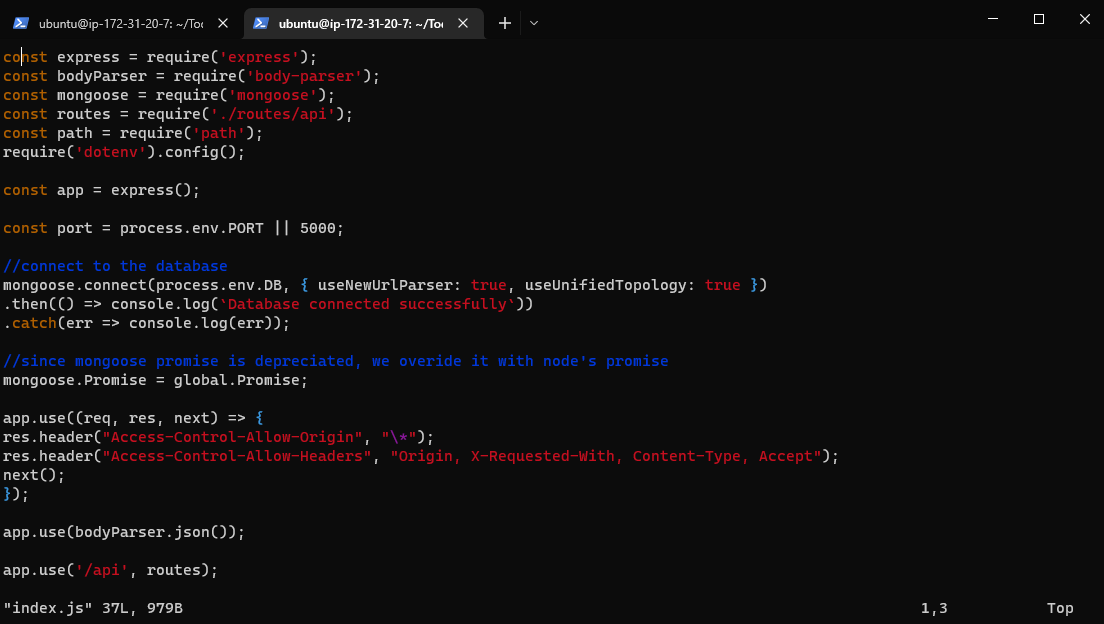 ubuntu@ip-172-31-20-7: ~/Toc
ubuntu@ip-172-31-20-7: ~/Toc
const express = require('express');
const bodyParser = require('body-parser');
const mongoose = require('mongoose');
const routes = require('./routes/api');
const path = require('path');
require('dotenv').config();
const app = express();
const port = process.env.PORT || 5000;
//connect to the database
mongoose.connect(process.env.DB, { useNewUrlParser: true, useUnifiedTopology: true })
.then(() => console.log(`Database connected successfully`))
.catch(err => console.log(err));
//since mongoose promise is depreciated, we overide it with node's promise
mongoose.Promise = global.Promise;
app.use((req, res, next) => {
res.header("Access-Control-Allow-Origin", "\*");
res.header("Access-Control-Allow-Headers", "Origin, X-Requested-With, Content-Type, Accept");
next();
});
app.use(bodyParser.json());
app.use('/api', routes);
"index.js" 37L, 979B 1,3 Top